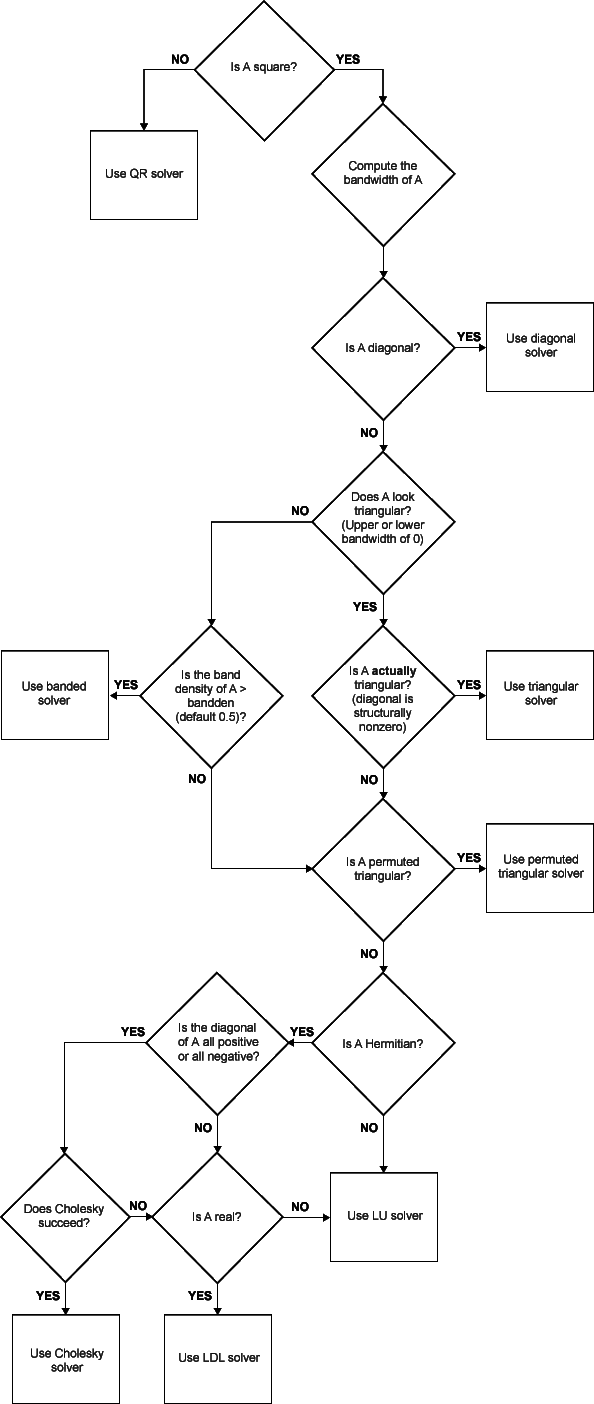 Is A square?
NO
YES
Use QR solver
Compute the
bandwidth of A
Is A diagonal?
YES
Use diagonal
solver
NO
Does A look
triangular?
(Upper or lower
bandwidth of 0)
NO
YES
Is the band
density of A >
bandden
(default 0.5)?
YES
Use banded
solver
NO
Is A actually
triangular?
(diagonal is
structurally
nonzero)
YES
Use triangular
solver
NO
Is A permuted
triangular?
YES
Use permuted
triangular solver
NO
Is A Hermitian?
YES
NO
Is the diagonal
of A all positive
or all negative?
YES
NO
Does Cholesky
succeed?
NO
YES
Is A real?
NO
YES
Use LU solver
Use Cholesky
solver
Use LDL solver